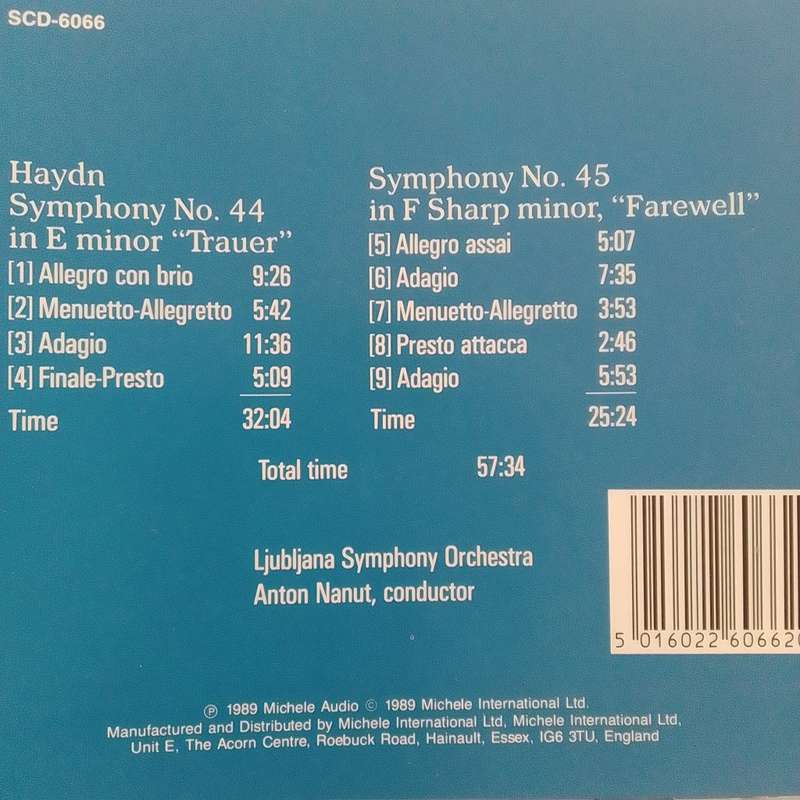 SCD-6066
Haydn
Symphony No. 44
in E minor “Trauer”
[1] Allegro con brio 9:26
[2] Menuetto-Allegretto 5:42
[3] Adagio 11:36
[4] Finale-Presto 5:09
Time 32:04
Symphony No. 45
in F Sharp minor, “Farewell”
[5] Allegro assai 5:07
[6] Adagio 7:35
[7] Menuetto-Allegretto 3:53
[8] Presto attacca 2:46
[9] Adagio 5:53
Time 25:24
Total time 57:34
Ljubljana Symphony Orchestra
Anton Nanut, conductor
5 016022 606620
℗ 1989 Michele Audio © 1989 Michele International Ltd.
Manufactured and Distributed by Michele International Ltd, Michele International Ltd,
Unit E, The Acorn Centre, Roebuck Road, Hainault, Essex, IG6 3TU, England